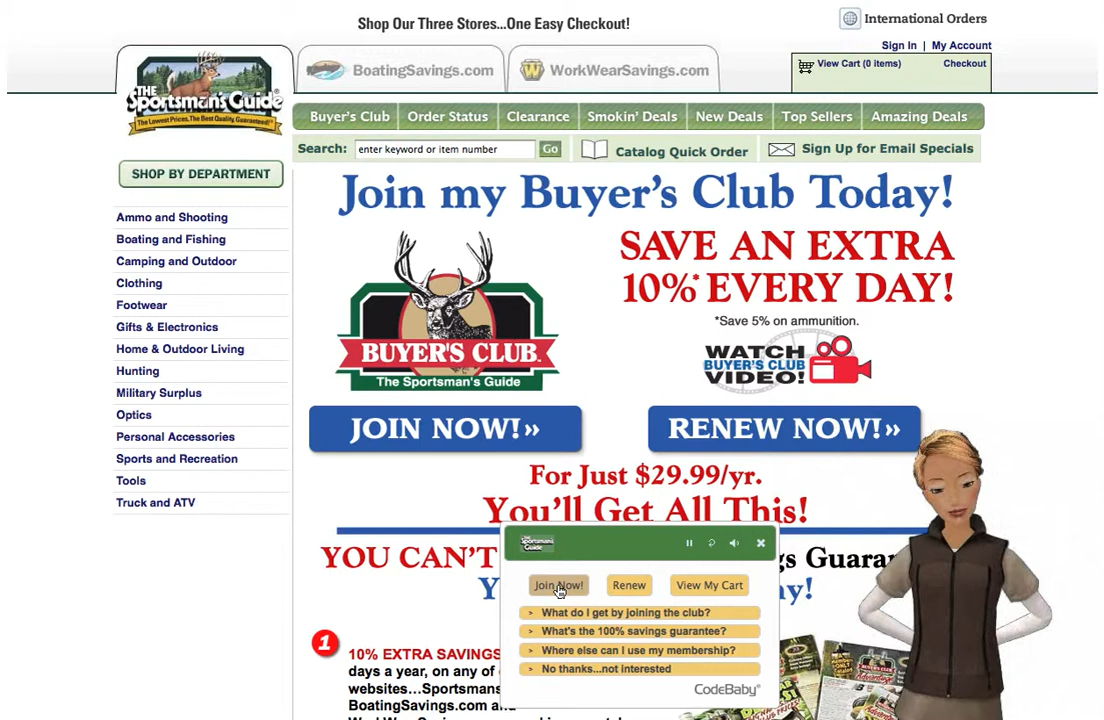 Shop Our Three Stores...One Easy Checkout!
International Orders
Sign In | My Account
BoatingSavings.com
WorkWearSavings.com
View Cart (0 items)
Checkout
THE
Sportsman's Guide
The Lowest Prices. The Best Quality. Guaranteed!
Buyer's Club
Order Status
Clearance
Smokin' Deals
New Deals
Top Sellers
Amazing Deals
Search:
enter keyword or item number
Go
Catalog Quick Order
Sign Up for Email Specials
SHOP BY DEPARTMENT
Ammo and Shooting
Boating and Fishing
Camping and Outdoor
Clothing
Footwear
Gifts & Electronics
Home & Outdoor Living
Hunting
Military Surplus
Optics
Personal Accessories
Sports and Recreation
Tools
Truck and ATV
Join my Buyer's Club Today!
BUYER'S CLUB
The Sportsman's Guide
SAVE AN EXTRA
10%* EVERY DAY!
*Save 5% on ammunition.
WATCH
BUYER'S CLUB
VIDEO!
JOIN NOW!»
RENEW NOW!»
For Just $29.99/yr.
You'll Get All This!
YOU CAN'T
gs Guaran
Y
y!
1
10% EXTRA SAVINGS
days a year, on any of
websites...Sportsmans
BoatingSavings.com and
THE
Sportsman's
Guide
Join Now!
Renew
View My Cart
> What do I get by joining the club?
> What's the 100% savings guarantee?
> Where else can I use my membership?
> No thanks...not interested
CodeBaby®